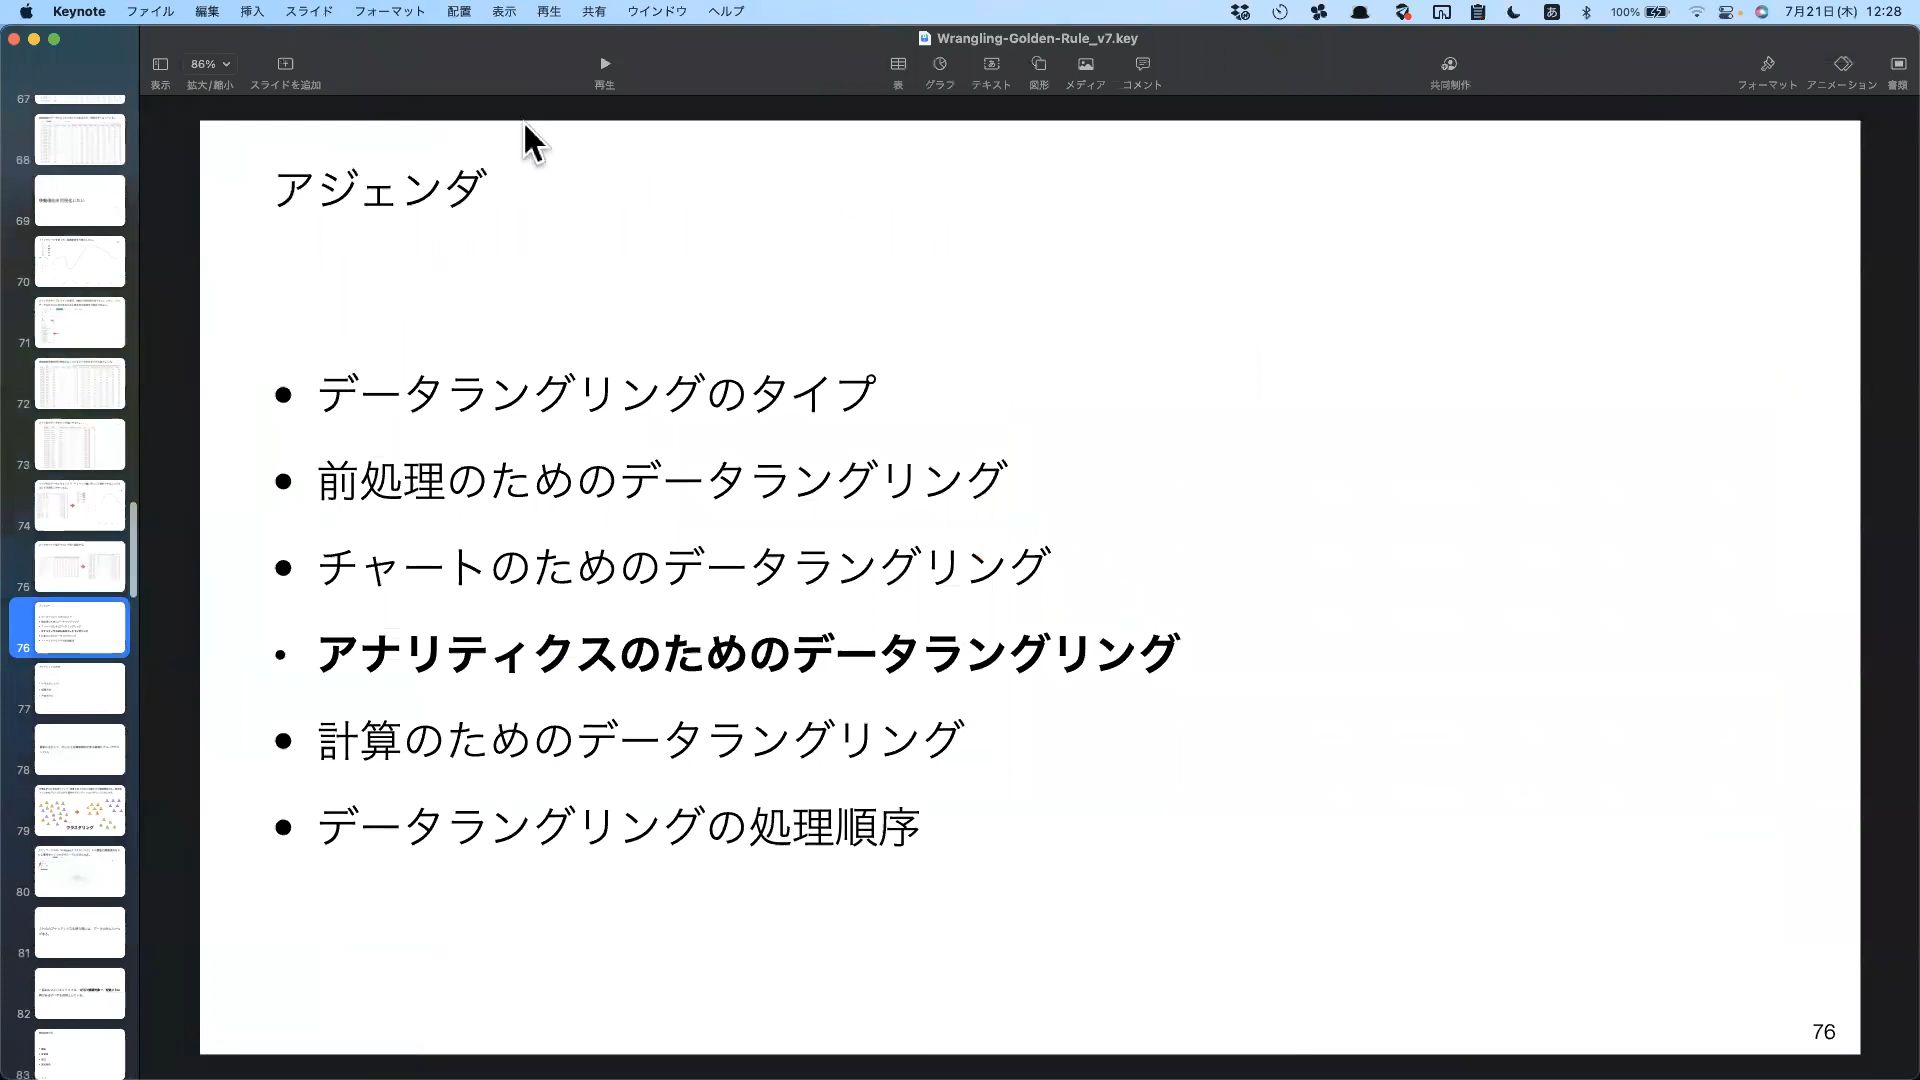 Keynote ファイル 編集 挿入 スライド フォーマット 配置 表示 再生 共有 ウインドウ ヘルプ 100% 7月21日(木) 12:28
Wrangling-Golden-Rule_v7.key
86%
表示 拡大/縮小 スライドを追加 再生 表 グラフ テキスト 図形 メディア コメント 共同制作 フォーマット アニメーション 書類
67
68
69
70
71
72
73
74
75
76
77
78
79
クラスタリング
80
81
82
83
アジェンダ
• データラングリングのタイプ
• 前処理のためのデータラングリング
• チャートのためのデータラングリング
• アナリティクスのためのデータラングリング
• 計算のためのデータラングリング
• データラングリングの処理順序
76